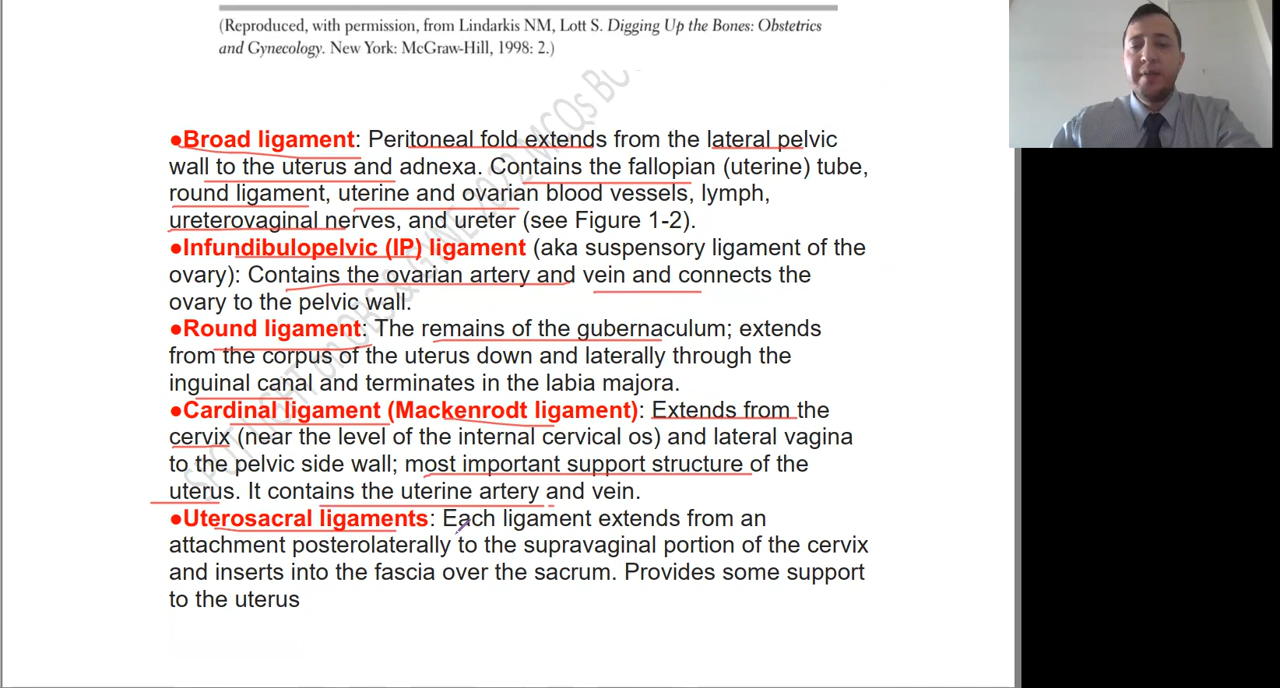 (Reproduced, with permission, from Lindarkis NM, Lott S. Digging Up the Bones: Obstetrics
and Gynecology. New York: McGraw-Hill, 1998: 2.)
●Broad ligament: Peritoneal fold extends from the lateral pelvic
wall to the uterus and adnexa. Contains the fallopian (uterine) tube,
round ligament, uterine and ovarian blood vessels, lymph,
ureterovaginal nerves, and ureter (see Figure 1-2).
●Infundibulopelvic (IP) ligament (aka suspensory ligament of the
ovary): Contains the ovarian artery and vein and connects the
ovary to the pelvic wall.
●Round ligament: The remains of the gubernaculum; extends
from the corpus of the uterus down and laterally through the
inguinal canal and terminates in the labia majora.
●Cardinal ligament (Mackenrodt ligament): Extends from the
cervix (near the level of the internal cervical os) and lateral vagina
to the pelvic side wall; most important support structure of the
uterus. It contains the uterine artery and vein.
●Uterosacral ligaments: Each ligament extends from an
attachment posterolaterally to the supravaginal portion of the cervix
and inserts into the fascia over the sacrum. Provides some support
to the uterus
SPOT LIGHT on OBS & GYNE 2022 MCQs BO